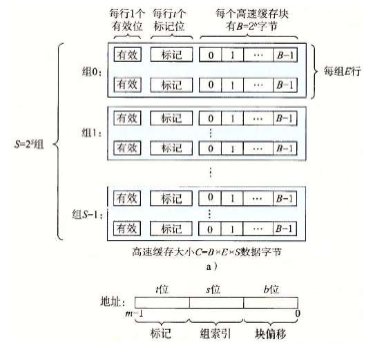 每行1个 每行t个 每个高速缓存块
有效位 标记位 有B=2ᵇ字节
有效 标记 0 1 … B-1
组0: 每组E行
有效 标记 0 1 … B-1
有效 标记 0 1 … B-1
组1: ⋮
S=2ˢ组
有效 标记 0 1 … B-1
⋮
有效 标记 0 1 … B-1
组S-1: ⋮
有效 标记 0 1 … B-1
高速缓存大小C=B×E×S数据字节
a)
t位 s位 b位
地址:
m-1 0
标记 组索引 块偏移